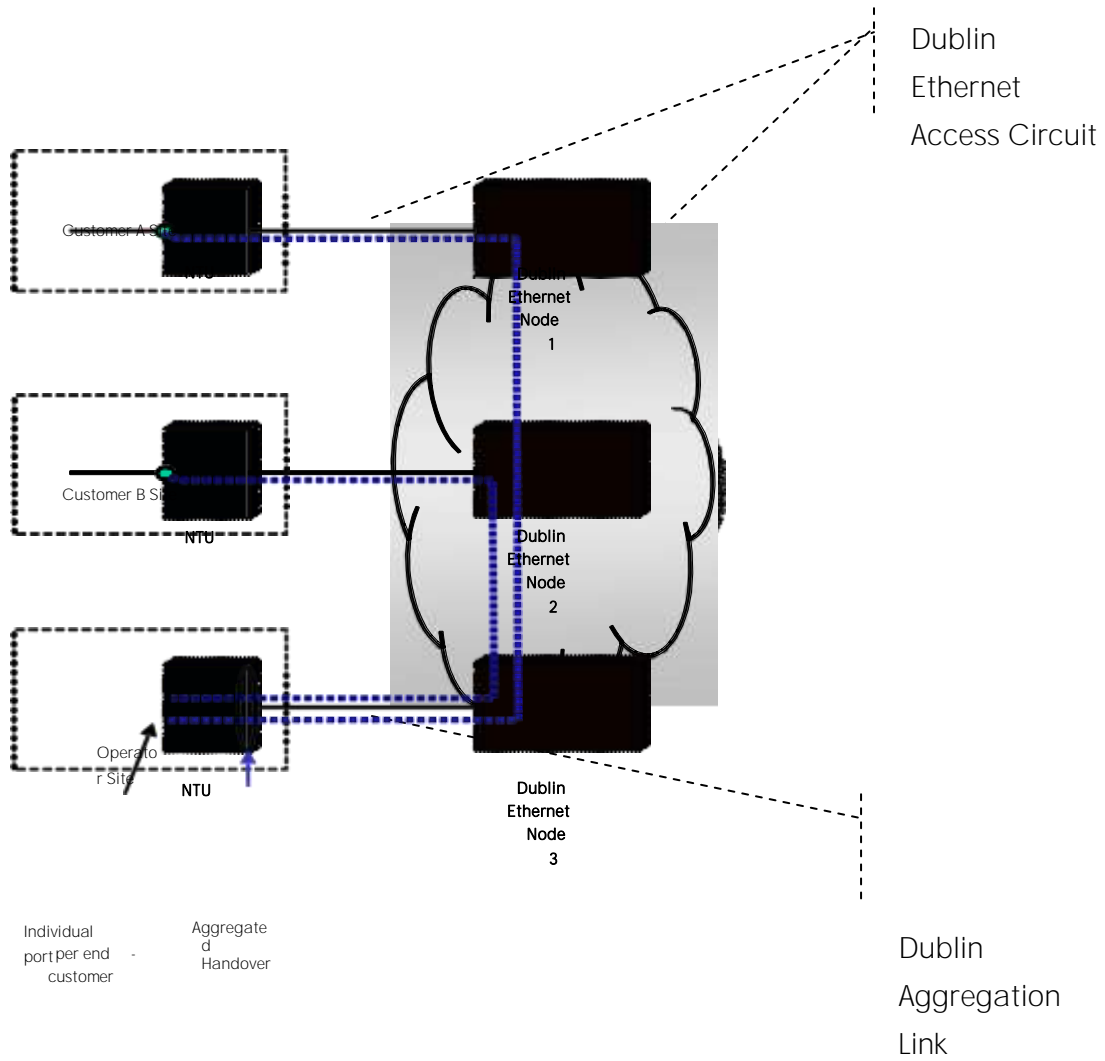 Dublin
Ethernet
Access Circuit
Customer A S
NTU
Dublin
Ethernet
Node
1
Customer B Si
NTU
Dublin
Ethernet
Node
2
Operato
r Site
NTU
Dublin
Ethernet
Node
3
Individual
port per end -
customer
Aggregate
d
Handover
Dublin
Aggregation
Link